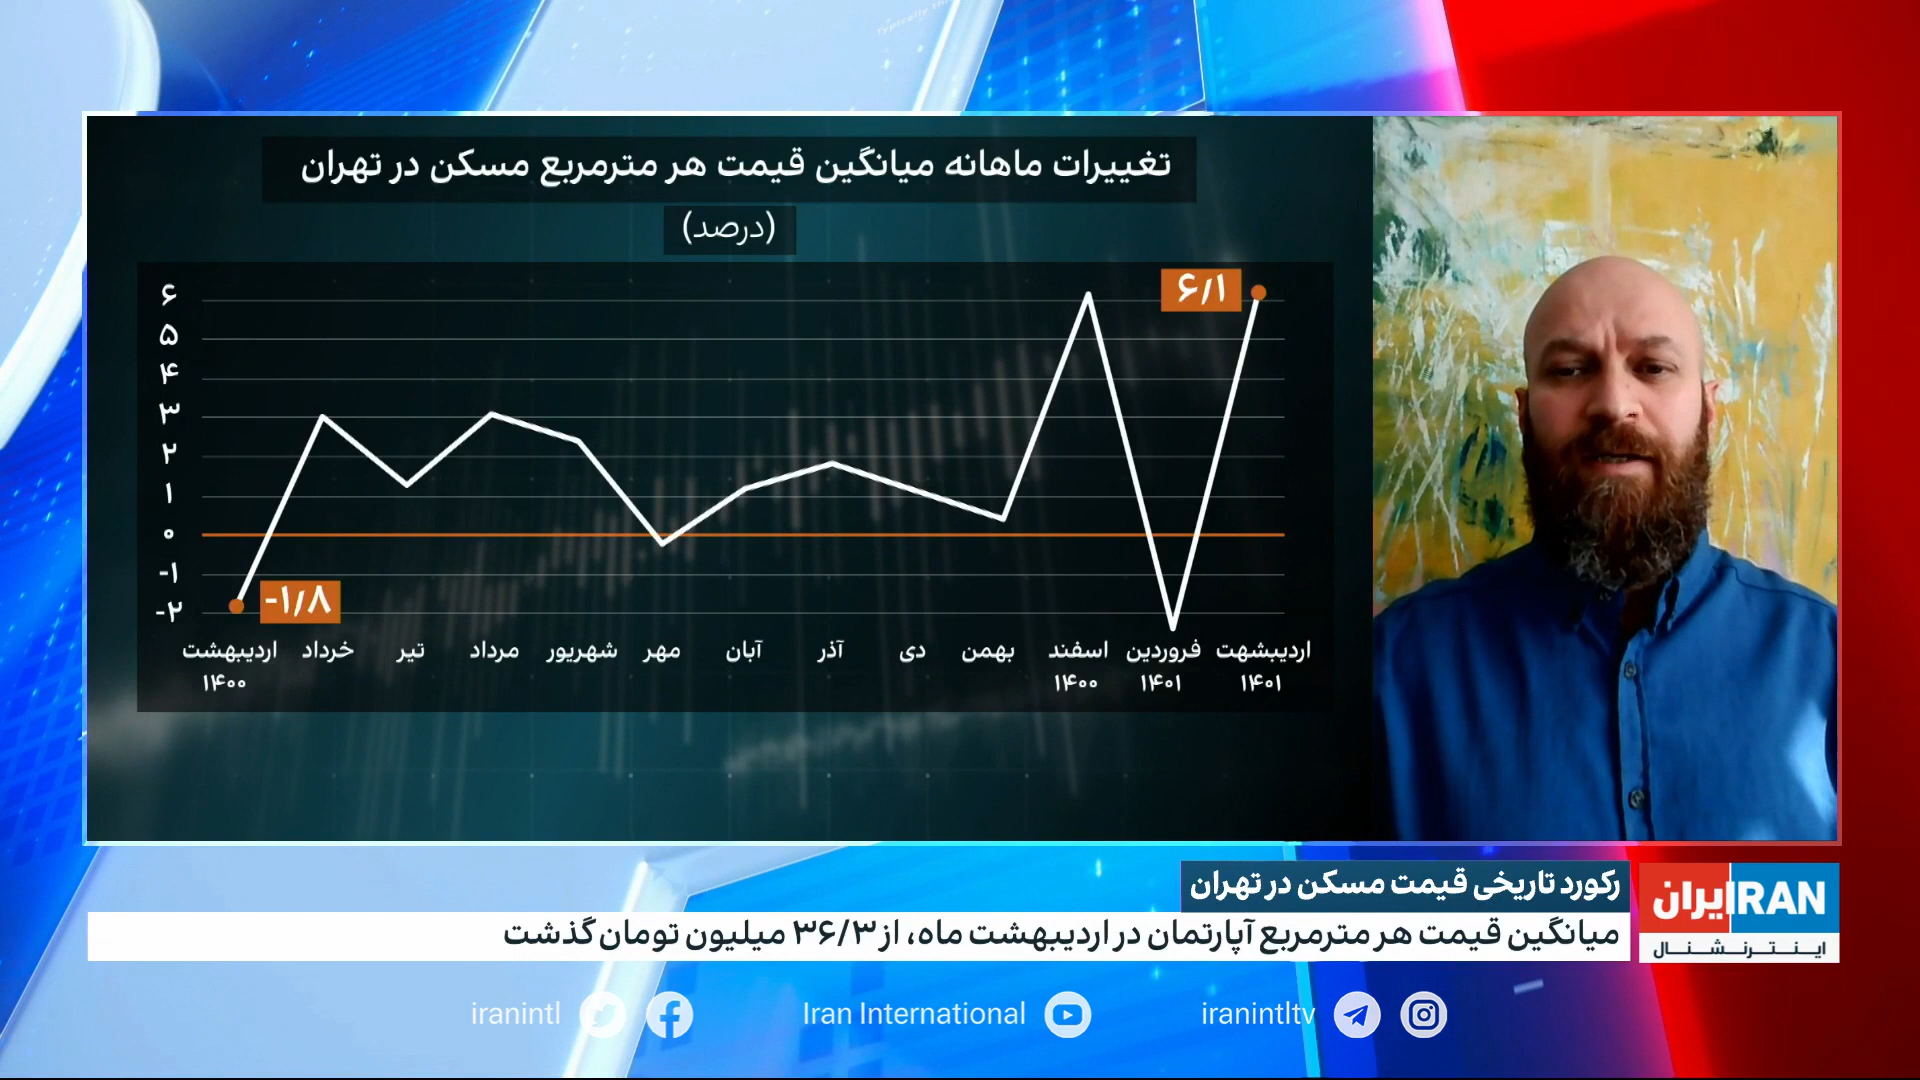 تغییرات ماهانه میانگین قیمت هر مترمربع مسکن در تهران
(درصد)
۶
۵
۴
۳
۲
۱
۰
-۱
-۲
۶/۱
-۱/۸
اردیبهشت خرداد تیر مرداد شهریور مهر آبان آذر دی بهمن اسفند فروردین اردیبشهت
۱۴۰۰ ۱۴۰۰ ۱۴۰۱ ۱۴۰۱
رکورد تاریخی قیمت مسکن در تهران
میانگین قیمت هر مترمربع آپارتمان در اردیبهشت ماه، از ۳۶/۳ میلیون تومان گذشت
ایران IRAN
اینترنشنال
iranintl Iran International iranintltv